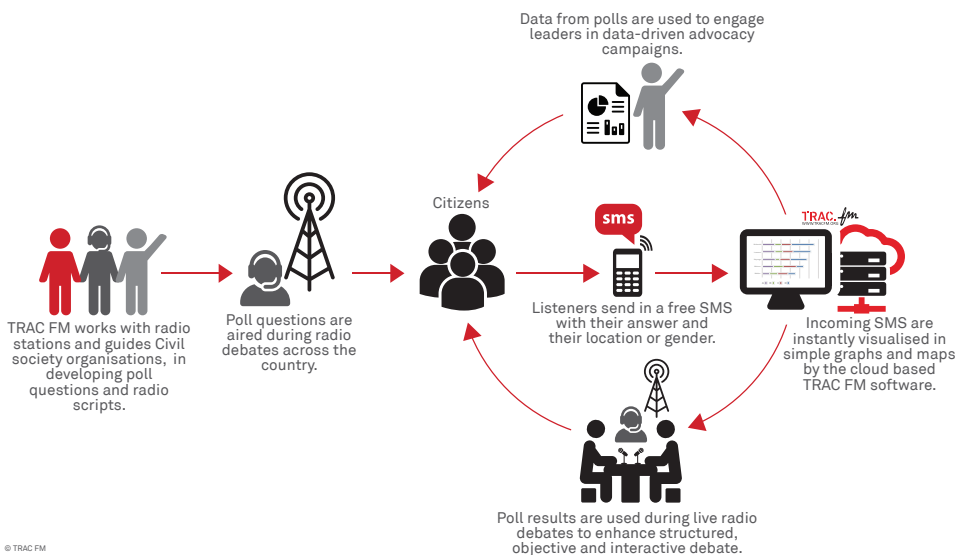 Data from polls are used to engage
leaders in data-driven advocacy
campaigns.
Citizens
sms
TRAC.fm
WWW.TRACFM.ORG
TRAC FM works with radio
stations and guides Civil
society organisations, in
developing poll
questions and radio
scripts.
Poll questions are
aired during radio
debates across the
country.
Listeners send in a free SMS
with their answer and
their location or gender.
Incoming SMS are
instantly visualised in
simple graphs and maps
by the cloud based
TRAC FM software.
Poll results are used during live radio
debates to enhance structured,
objective and interactive debate.
© TRAC FM